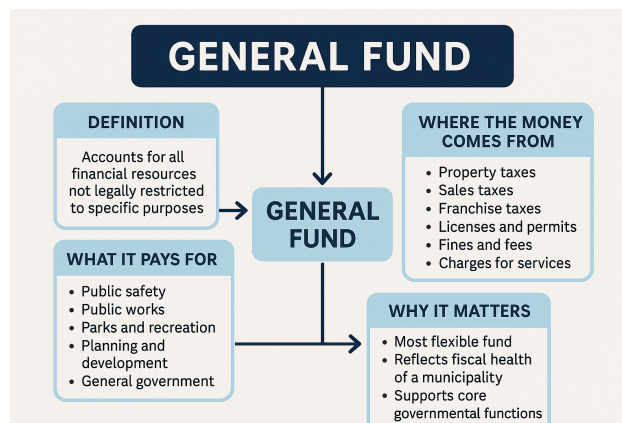 GENERAL FUND
DEFINITION
Accounts for all
financial resources
not legally restricted
to specific purposes
WHERE THE MONEY
COMES FROM
• Property taxes
• Sales taxes
• Franchise taxes
• Licenses and permits
• Fines and fees
• Charges for services
GENERAL
FUND
WHAT IT PAYS FOR
• Public safety
• Public works
• Parks and recreation
• Planning and
development
• General government
WHY IT MATTERS
• Most flexible fund
• Reflects fiscal health
of a municipality
• Supports core
governmental functions